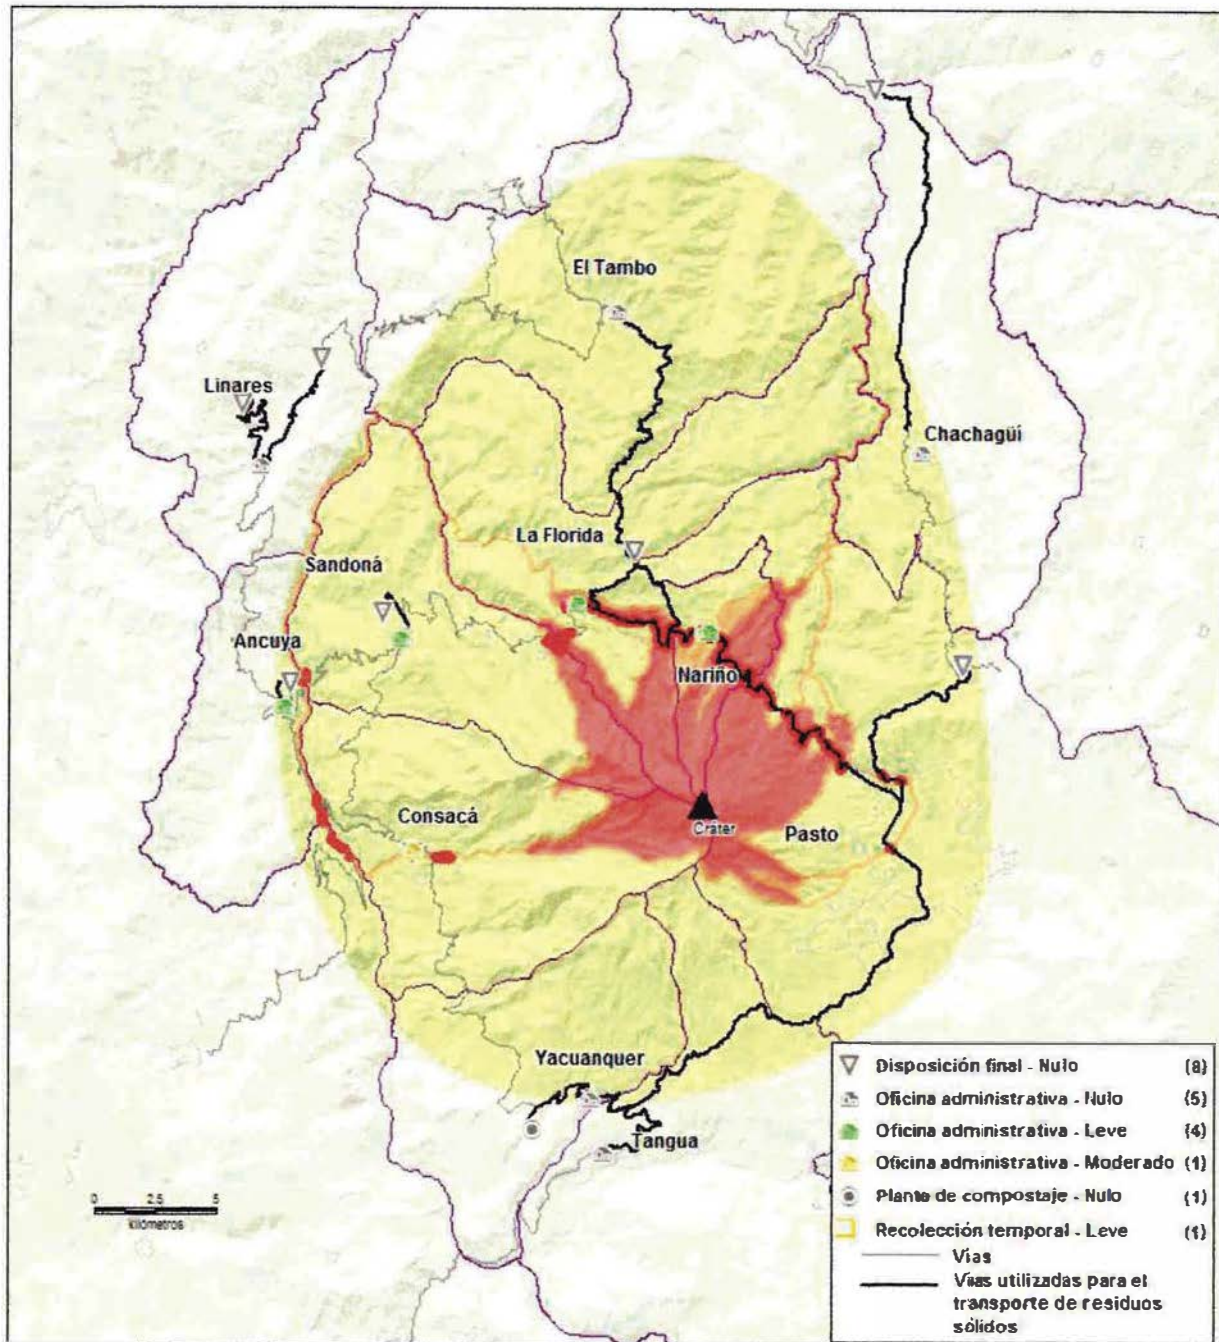 El Tambo
Linares
Chachagüí
La Florida
Sandoná
Ancuya
Nariño
Consacá
Cráter
Pasto
Yacuanquer
Tangua
0 2.5 5
kilómetros
Disposición final - Nulo (8)
Oficina administrativa - Nulo (5)
Oficina administrativa - Leve (4)
Oficina administrativa - Moderado (1)
Planta de compostaje - Nulo (1)
Recolección temporal - Leve (1)
Vías
Vías utilizadas para el
transporte de residuos
sólidos